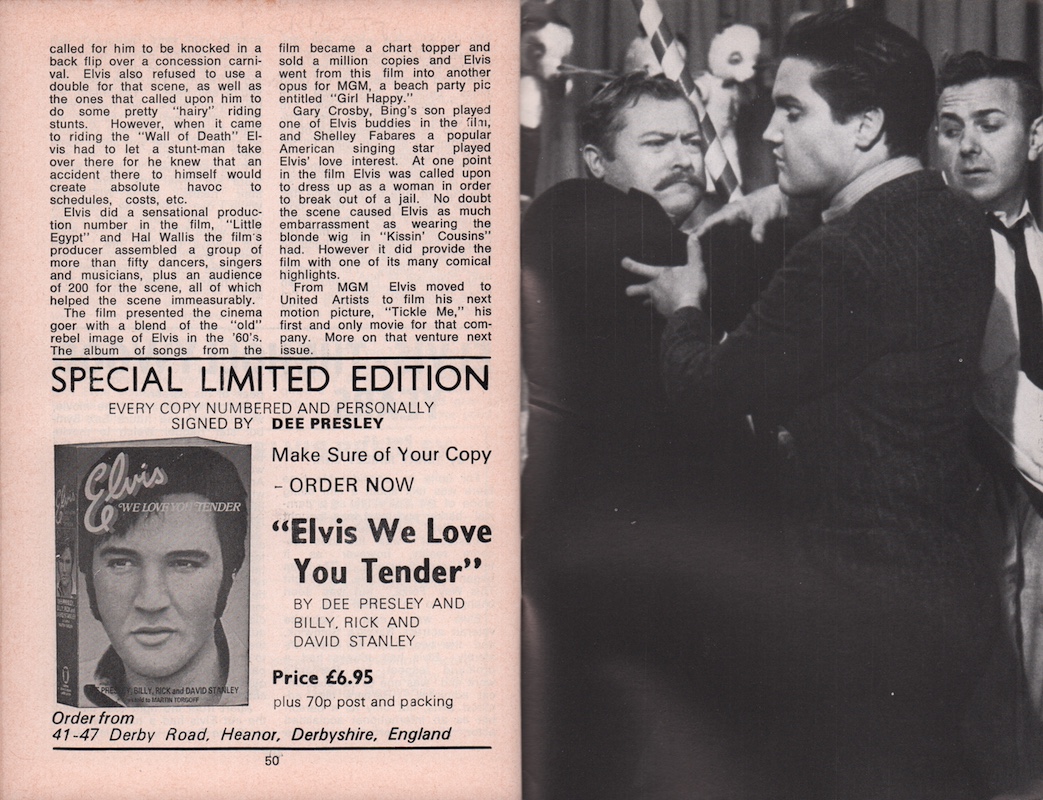 called for him to be knocked in a
back flip over a concession carni-
val. Elvis also refused to use a
double for that scene, as well as
the ones that called upon him to
do some pretty "hairy" riding
stunts. However, when it came
to riding the "Wall of Death" El-
vis had to let a stunt-man take
over there for he knew that an
accident there to himself would
create absolute havoc to
schedules, costs, etc.
Elvis did a sensational produc-
tion number in the film, "Little
Egypt" and Hal Wallis the film's
producer assembled a group of
more than fifty dancers, singers
and musicians, plus an audience
of 200 for the scene, all of which
helped the scene immeasurably.
The film presented the cinema
goer with a blend of the "old"
rebel image of Elvis in the '60's.
The album of songs from the
film became a chart topper and
sold a million copies and Elvis
went from this film into another
opus for MGM, a beach party pic
entitled "Girl Happy."
Gary Crosby, Bing's son played
one of Elvis buddies in the film,
and Shelley Fabares a popular
American singing star played
Elvis' love interest. At one point
in the film Elvis was called upon
to dress up as a woman in order
to break out of a jail. No doubt
the scene caused Elvis as much
embarrassment as wearing the
blonde wig in "Kissin' Cousins"
had. However it did provide the
film with one of its many comical
highlights.
From MGM Elvis moved to
United Artists to film his next
motion picture, "Tickle Me," his
first and only movie for that com-
pany. More on that venture next
issue.
SPECIAL LIMITED EDITION
EVERY COPY NUMBERED AND PERSONALLY
SIGNED BY DEE PRESLEY
Elvis
WE LOVE YOU TENDER
Elvis
BILLY, RICK and DAVID STANLEY
told to MARTIN TORGOFF
Make Sure of Your Copy
- ORDER NOW
"Elvis We Love
You Tender"
BY DEE PRESLEY AND
BILLY, RICK AND
DAVID STANLEY
Price £6.95
plus 70p post and packing
Order from
41-47 Derby Road, Heanor, Derbyshire, England
50